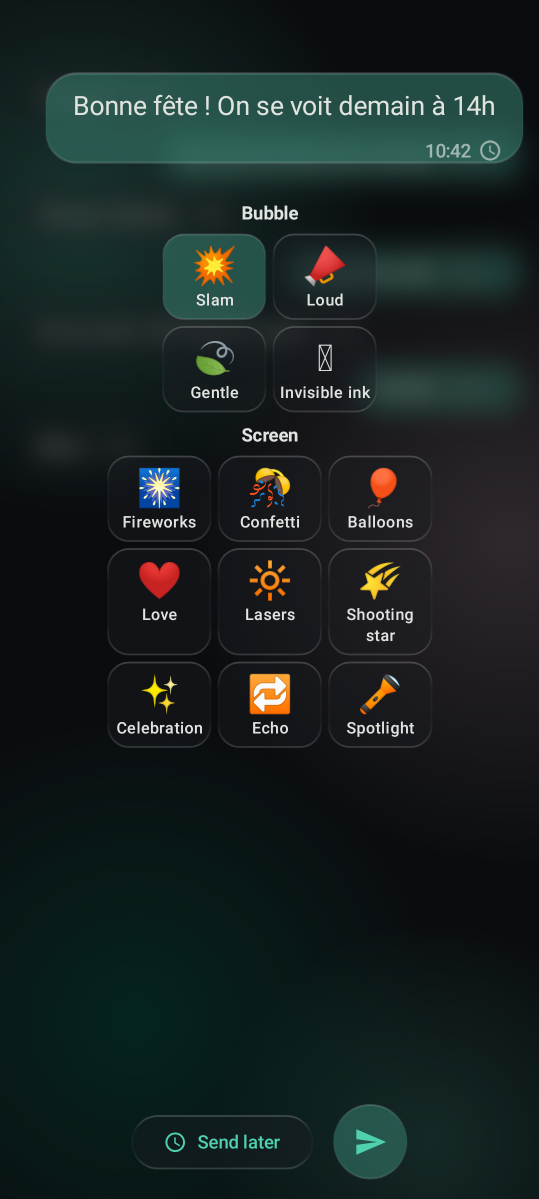 Bonne fête ! On se voit demain à 14h
10:42
Bubble
Slam
Loud
Gentle
Invisible ink
Screen
Fireworks
Confetti
Balloons
Love
Lasers
Shooting
star
Celebration
Echo
Spotlight
Send later